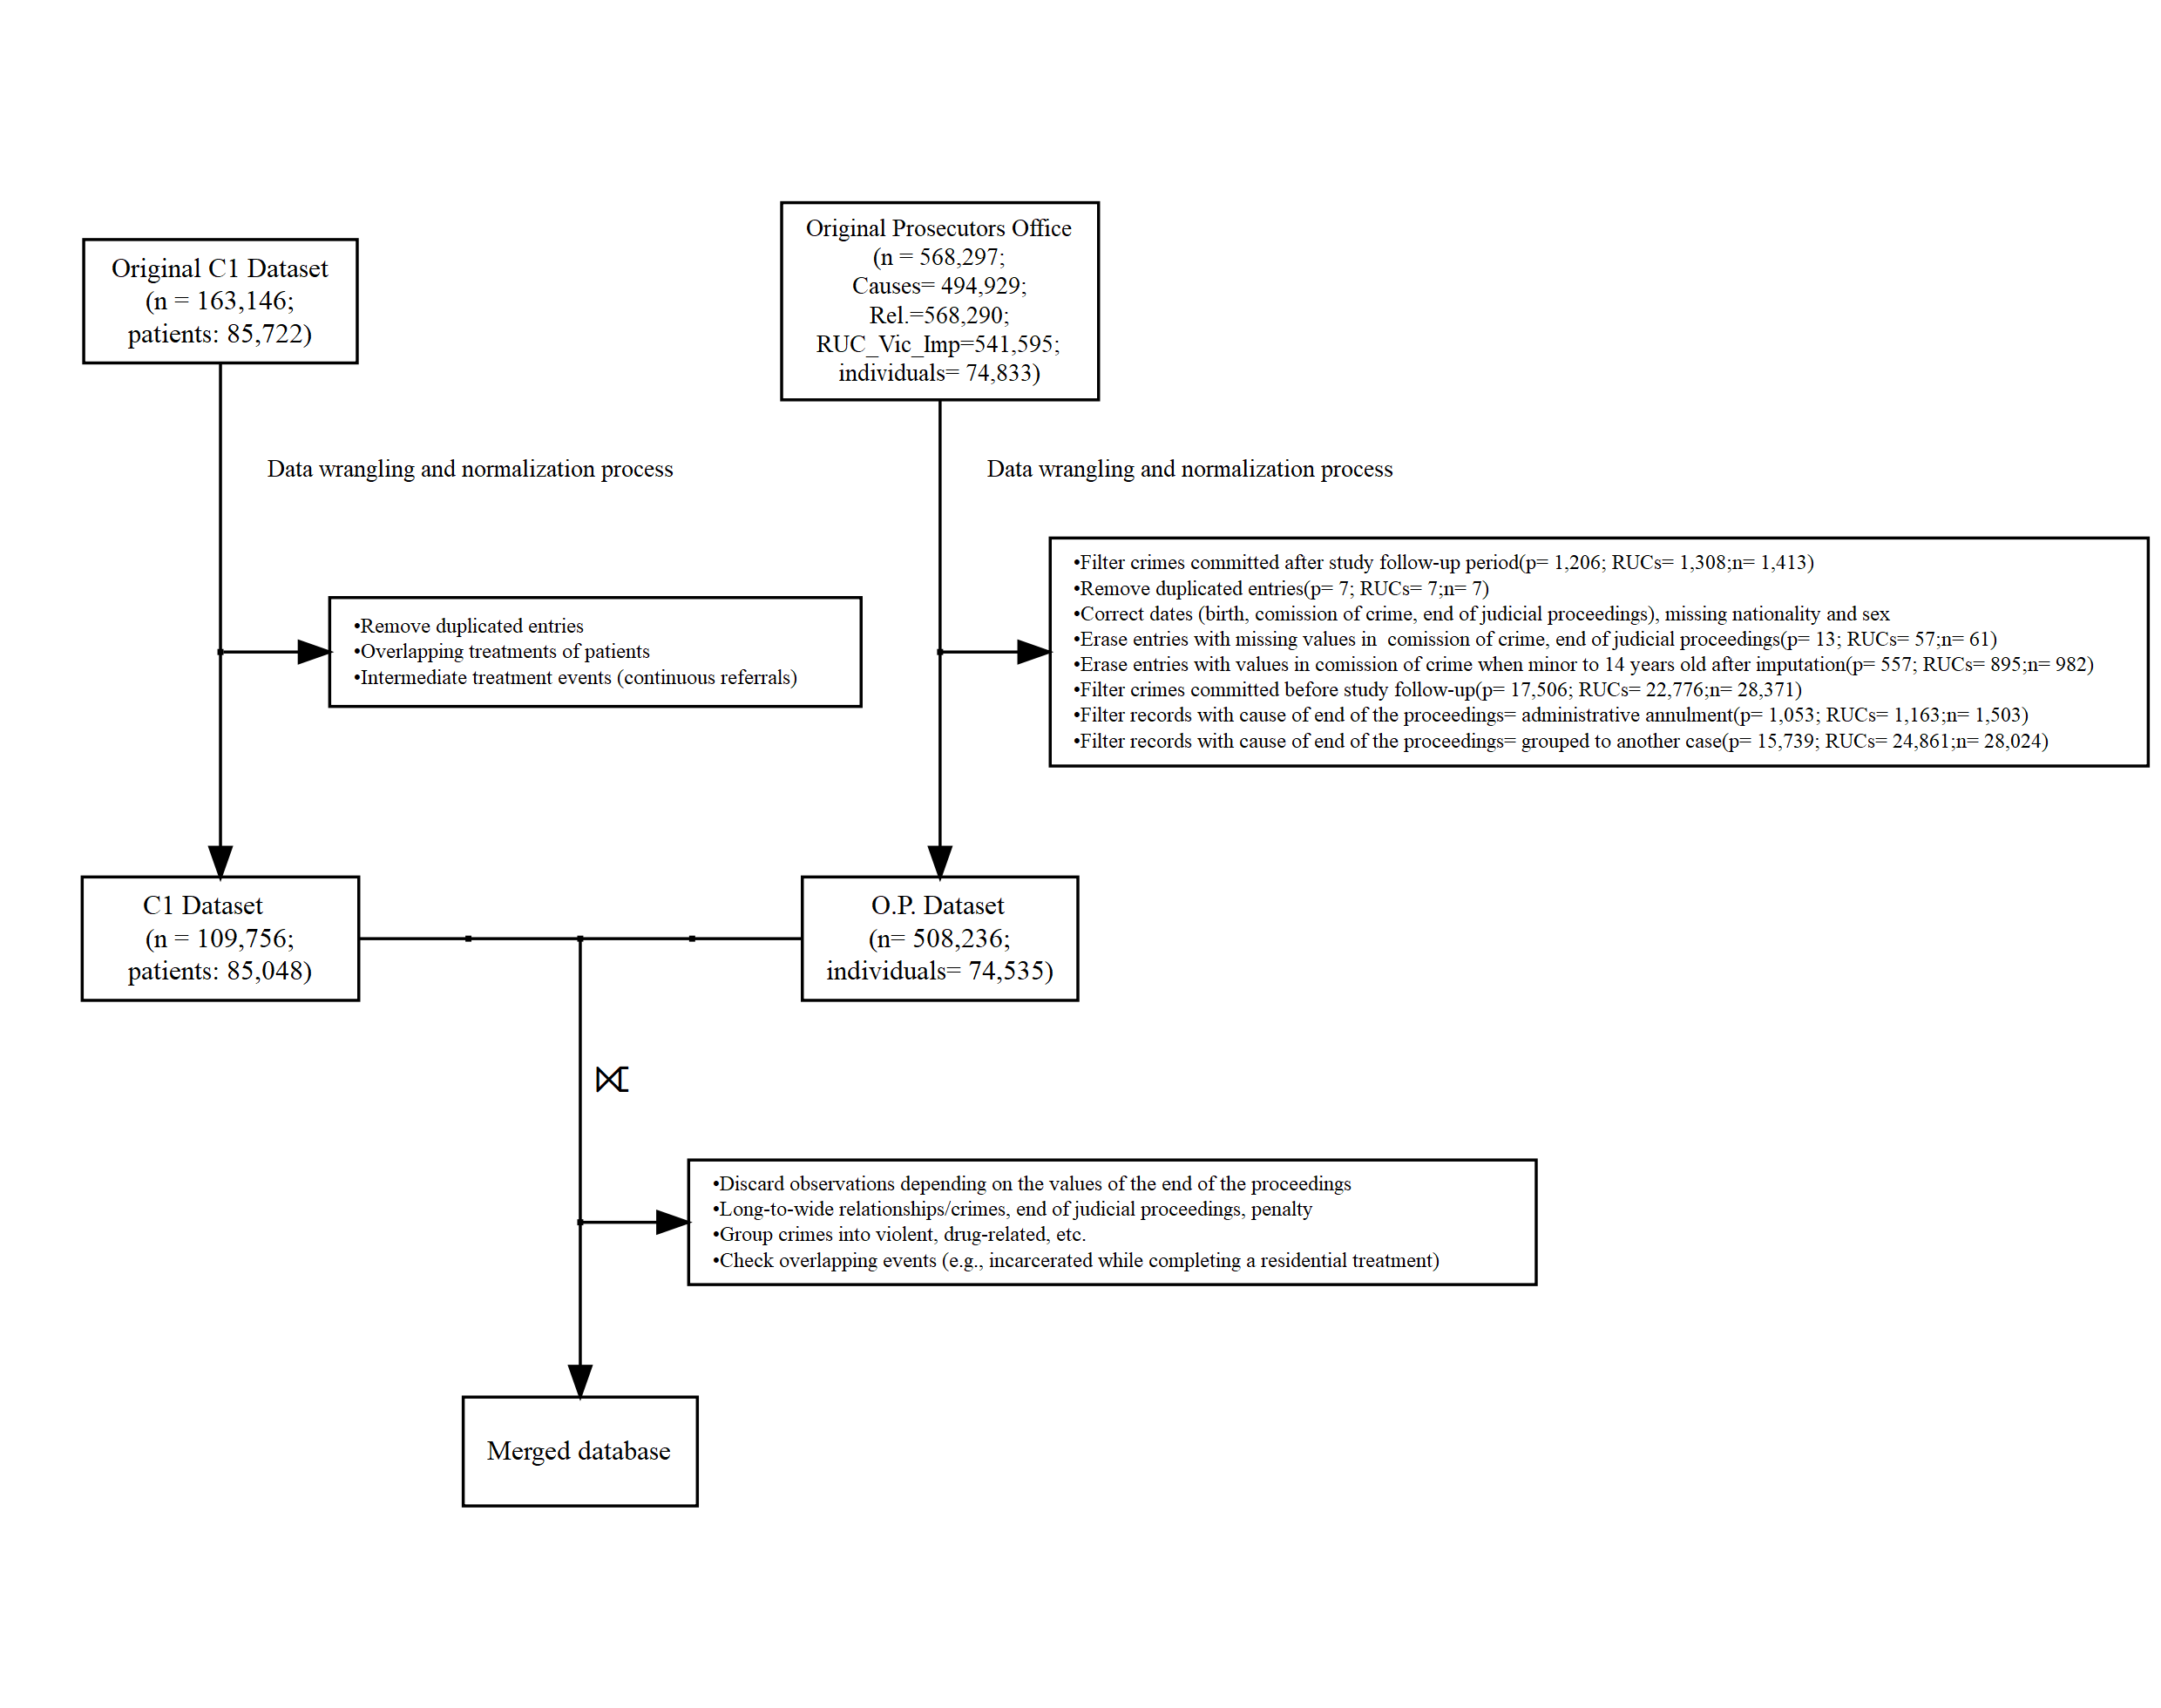 Original C1 Dataset
(n = 163,146;
patients: 85,722)
Original Prosecutors Office
(n = 568,297;
Causes= 494,929;
Rel.=568,290;
RUC_Vic_Imp=541,595;
individuals= 74,833)
Data wrangling and normalization process
Data wrangling and normalization process
•Remove duplicated entries
•Overlapping treatments of patients
•Intermediate treatment events (continuous referrals)
•Filter crimes committed after study follow-up period(p= 1,206; RUCs= 1,308;n= 1,413)
•Remove duplicated entries(p= 7; RUCs= 7;n= 7)
•Correct dates (birth, comission of crime, end of judicial proceedings), missing nationality and sex
•Erase entries with missing values in  comission of crime, end of judicial proceedings(p= 13; RUCs= 57;n= 61)
•Erase entries with values in comission of crime when minor to 14 years old after imputation(p= 557; RUCs= 895;n= 982)
•Filter crimes committed before study follow-up(p= 17,506; RUCs= 22,776;n= 28,371)
•Filter records with cause of end of the proceedings= administrative annulment(p= 1,053; RUCs= 1,163;n= 1,503)
•Filter records with cause of end of the proceedings= grouped to another case(p= 15,739; RUCs= 24,861;n= 28,024)
C1 Dataset
(n = 109,756;
patients: 85,048)
O.P. Dataset
(n= 508,236;
individuals= 74,535)
⟖
•Discard observations depending on the values of the end of the proceedings
•Long-to-wide relationships/crimes, end of judicial proceedings, penalty
•Group crimes into violent, drug-related, etc.
•Check overlapping events (e.g., incarcerated while completing a residential treatment)
Merged database